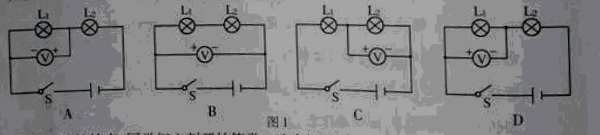 L₁ L₂
- V +
S
A
L₁ L₂
+ V -
S
B
L₁ L₂
+ V -
S
C
L₁ L₂
+ V -
S
D
图1